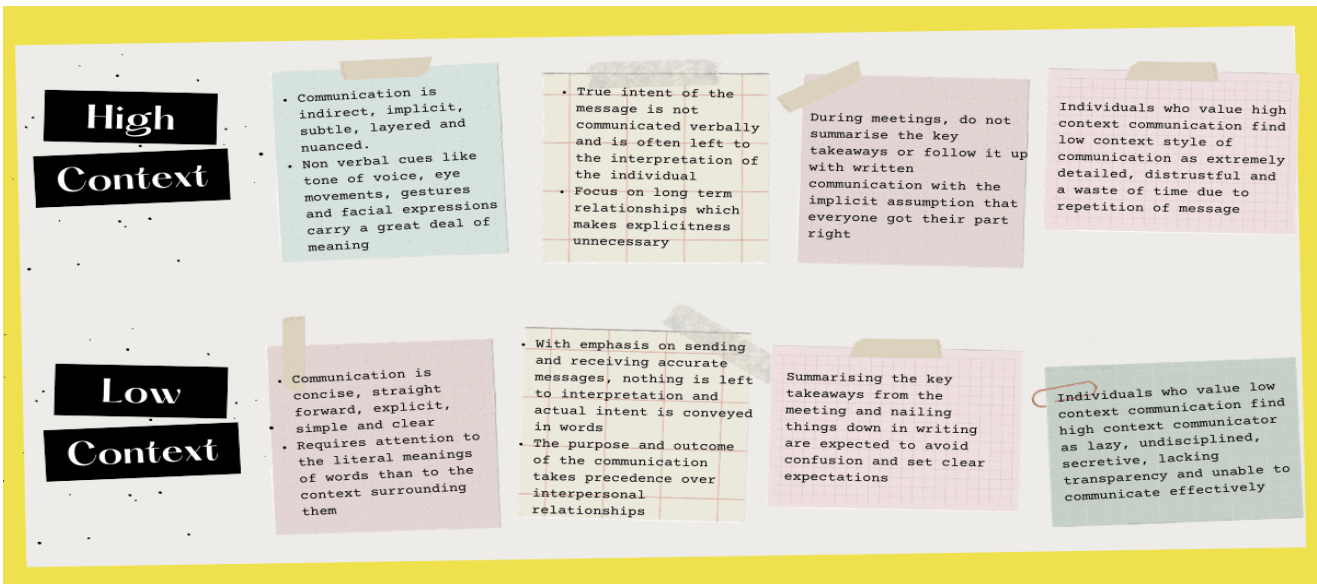 High
Context
• Communication is
indirect, implicit,
subtle, layered and
nuanced.
• Non verbal cues like
tone of voice, eye
movements, gestures
and facial expressions
carry a great deal of
meaning
• True intent of the
message is not
communicated verbally
and is often left to
the interpretation of
the individual
• Focus on long term
relationships which
makes explicitness
unnecessary
During meetings, do not
summarise the key
takeaways or follow it up
with written
communication with the
implicit assumption that
everyone got their part
right
Individuals who value high
context communication find
low context style of
communication as extremely
detailed, distrustful and
a waste of time due to
repetition of message
Low
Context
• Communication is
concise, straight
forward, explicit,
simple and clear
• Requires attention to
the literal meanings
of words than to the
context surrounding
them
• With emphasis on sending
and receiving accurate
messages, nothing is left
to interpretation and
actual intent is conveyed
in words
• The purpose and outcome
of the communication
takes precedence over
interpersonal
relationships
Summarising the key
takeaways from the
meeting and nailing
things down in writing
are expected to avoid
confusion and set clear
expectations
Individuals who value low
context communication find
high context communicator
as lazy, undisciplined,
secretive, lacking
transparency and unable to
communicate effectively